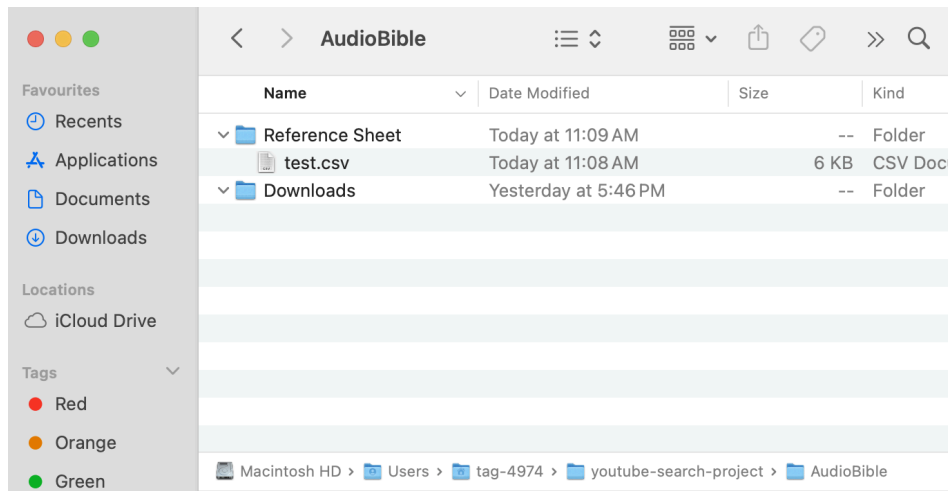 AudioBible
Favourites
Recents
Applications
Documents
Downloads
Locations
iCloud Drive
Tags
Red
Orange
Green
Name Date Modified Size Kind
Reference Sheet Today at 11:09 AM -- Folder
test.csv Today at 11:08 AM 6 KB CSV Doc
Downloads Yesterday at 5:46 PM -- Folder
Macintosh HD › Users › tag-4974 › youtube-search-project › AudioBible